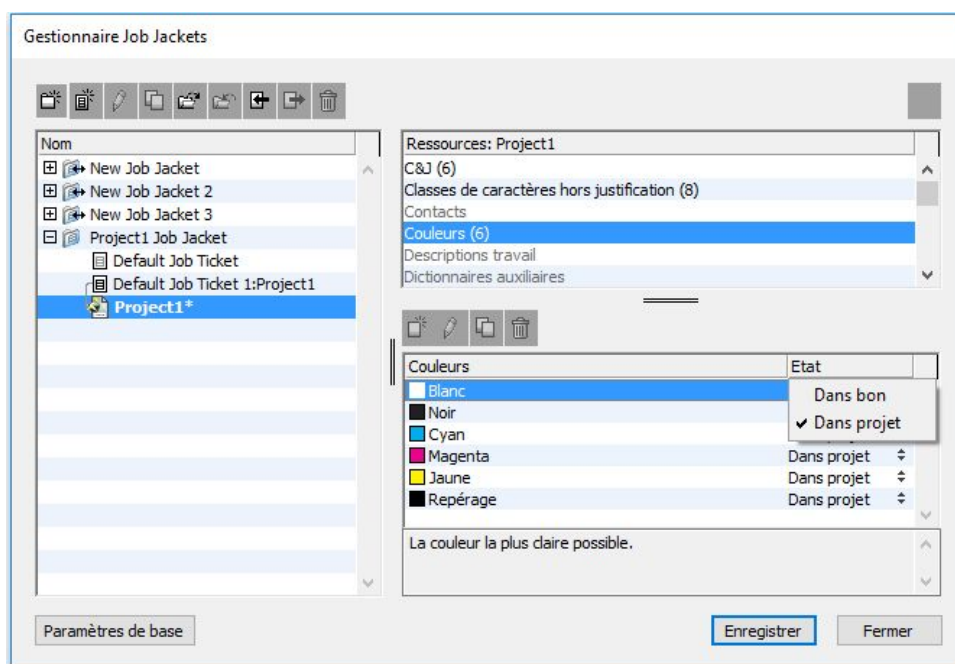 Gestionnaire Job Jackets
Nom
New Job Jacket
New Job Jacket 2
New Job Jacket 3
Project1 Job Jacket
Default Job Ticket
Default Job Ticket 1:Project1
Project1*
Ressources: Project1
C&J (6)
Classes de caractères hors justification (8)
Contacts
Couleurs (6)
Descriptions travail
Dictionnaires auxiliaires
Couleurs Etat
Blanc
Noir
Cyan
Magenta Dans projet
Jaune Dans projet
Repérage Dans projet
Dans bon
Dans projet
La couleur la plus claire possible.
Paramètres de base Enregistrer Fermer